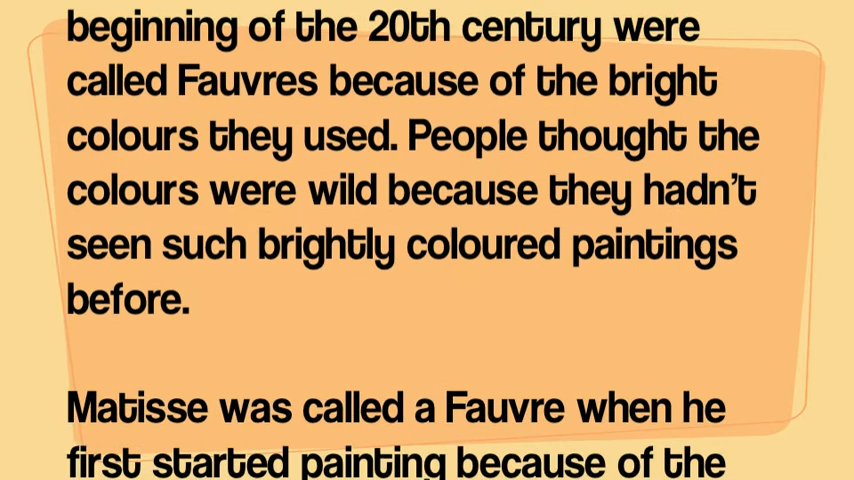 beginning of the 20th century were
called Fauvres because of the bright
colours they used. People thought the
colours were wild because they hadn’t
seen such brightly coloured paintings
before.
Matisse was called a Fauvre when he
first started painting because of the